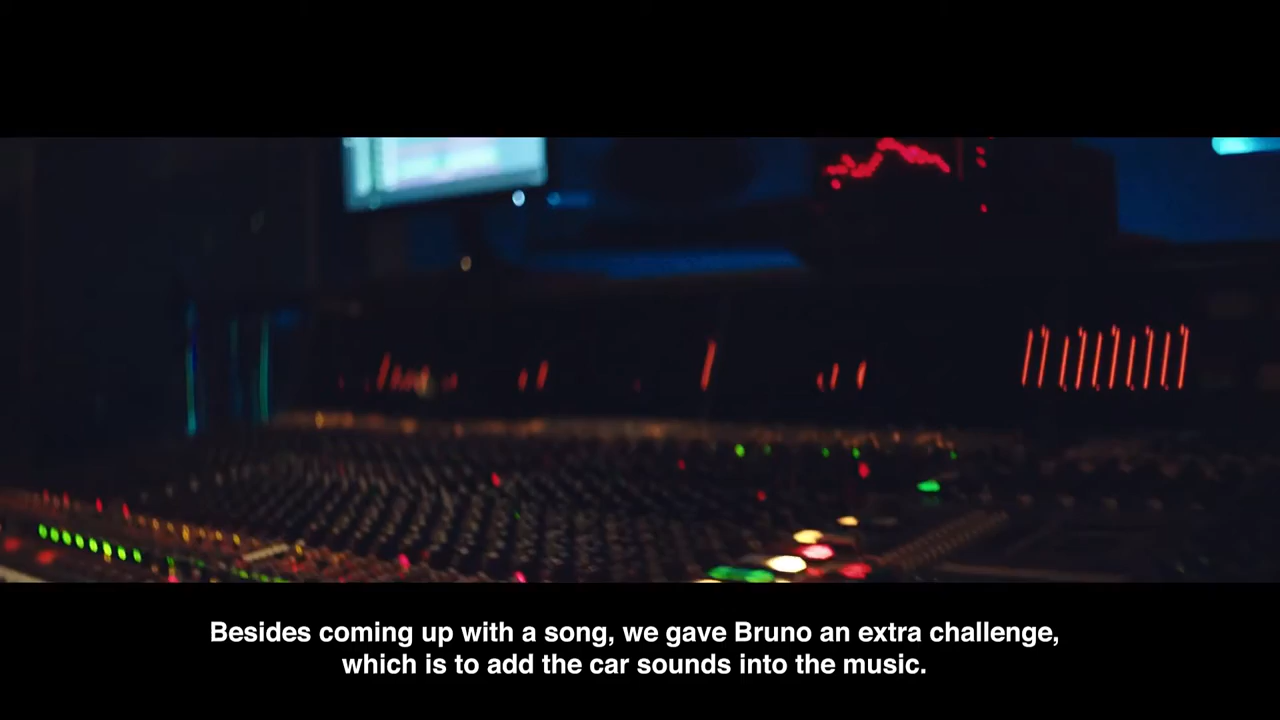 Besides coming up with a song, we gave Bruno an extra challenge,
which is to add the car sounds into the music.